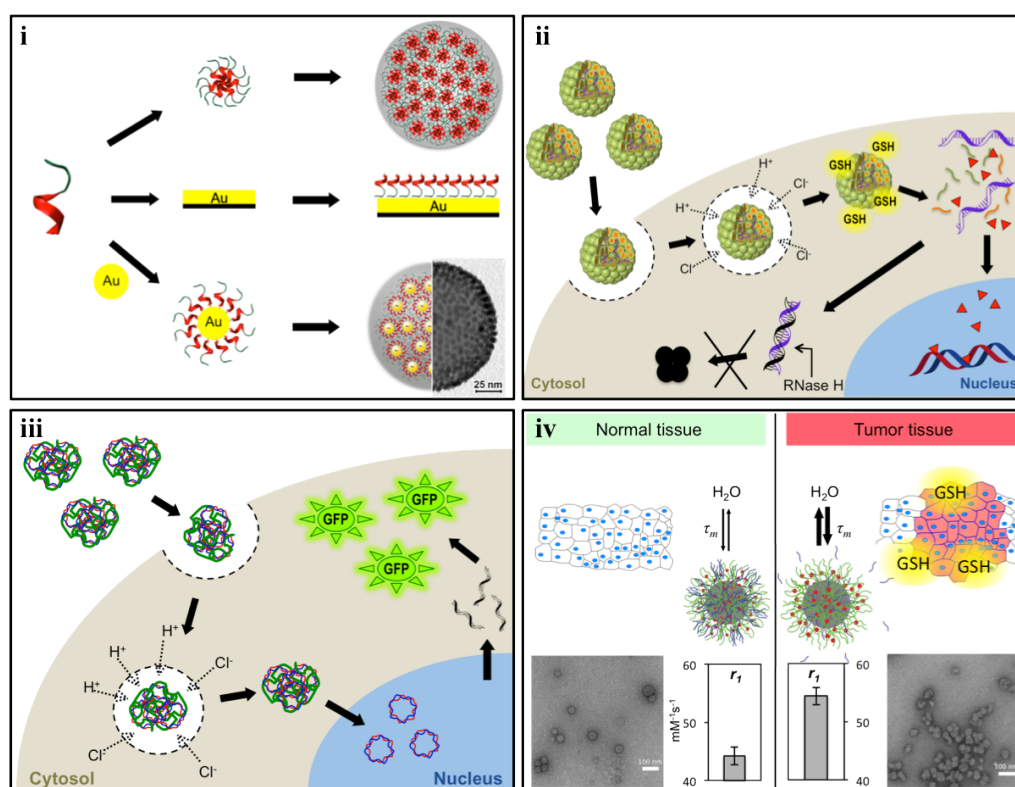 i
Au
Au
Au
Au
25 nm
ii
H⁺
Cl⁻
H⁺
Cl⁻
Cl⁻
GSH
GSH
GSH
GSH
RNase H
Cytosol
Nucleus
iii
GFP
GFP
GFP
H⁺
H⁺
H⁺
Cl⁻
Cl⁻
Cl⁻
Cytosol
Nucleus
iv
Normal tissue
Tumor tissue
H₂O
τₘ
H₂O
τₘ
GSH
GSH
GSH
100 nm
mM⁻¹s⁻¹
60
50
40
r₁
r₁
60
50
40
100 nm